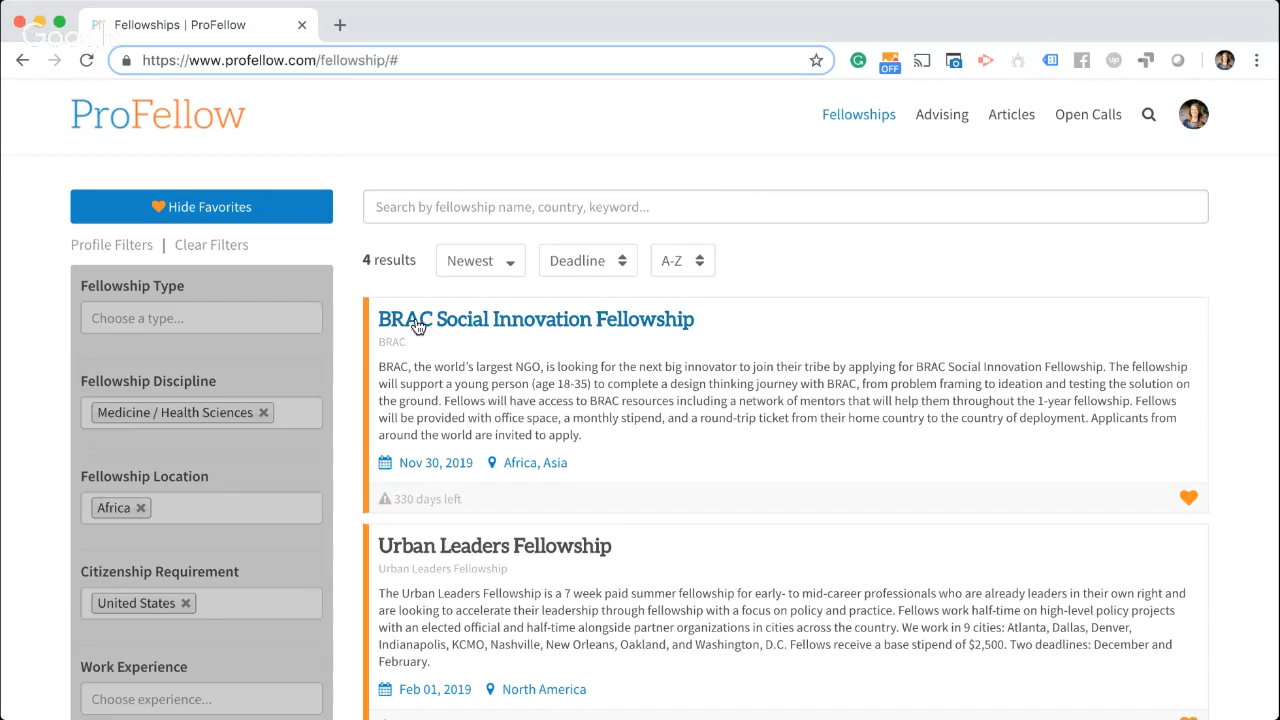 Fellowships | ProFellow
https://www.profellow.com/fellowship/#
OFF
ProFellow
Fellowships
Advising
Articles
Open Calls
Hide Favorites
Search by fellowship name, country, keyword...
Profile Filters | Clear Filters
4 results
Newest
Deadline
A-Z
Fellowship Type
Choose a type...
Fellowship Discipline
Medicine / Health Sciences
Fellowship Location
Africa
Citizenship Requirement
United States
Work Experience
Choose experience...
BRAC Social Innovation Fellowship
BRAC
BRAC, the world's largest NGO, is looking for the next big innovator to join their tribe by applying for BRAC Social Innovation Fellowship. The fellowship
will support a young person (age 18-35) to complete a design thinking journey with BRAC, from problem framing to ideation and testing the solution on
the ground. Fellows will have access to BRAC resources including a network of mentors that will help them throughout the 1-year fellowship. Fellows
will be provided with office space, a monthly stipend, and a round-trip ticket from their home country to the country of deployment. Applicants from
around the world are invited to apply.
Nov 30, 2019 Africa, Asia
330 days left
Urban Leaders Fellowship
Urban Leaders Fellowship
The Urban Leaders Fellowship is a 7 week paid summer fellowship for early- to mid-career professionals who are already leaders in their own right and
are looking to accelerate their leadership through fellowship with a focus on policy and practice. Fellows work half-time on high-level policy projects
with an elected official and half-time alongside partner organizations in cities across the country. We work in 9 cities: Atlanta, Dallas, Denver,
Indianapolis, KCMO, Nashville, New Orleans, Oakland, and Washington, D.C. Fellows receive a base stipend of $2,500. Two deadlines: December and
February.
Feb 01, 2019 North America